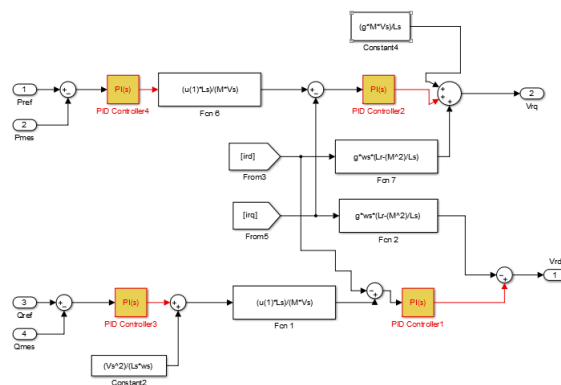 (g*M*Vs)/Ls
Constant4
1
Pref
PI(s)
PID Controller4
(u(1)*Ls)/(M*Vs)
Fcn 6
PI(s)
PID Controller2
2
Vrq
2
Pmes
[ird]
From3
g*ws*(Lr-(M^2)/Ls)
Fcn 7
[irq]
From5
g*ws*(Lr-(M^2)/Ls)
Fcn 2
Vrd
1
3
Qref
PI(s)
PID Controller3
(u(1)*Ls)/(M*Vs)
Fcn 1
PI(s)
PID Controller1
4
Qmes
(Vs^2)/(Ls*ws)
Constant2